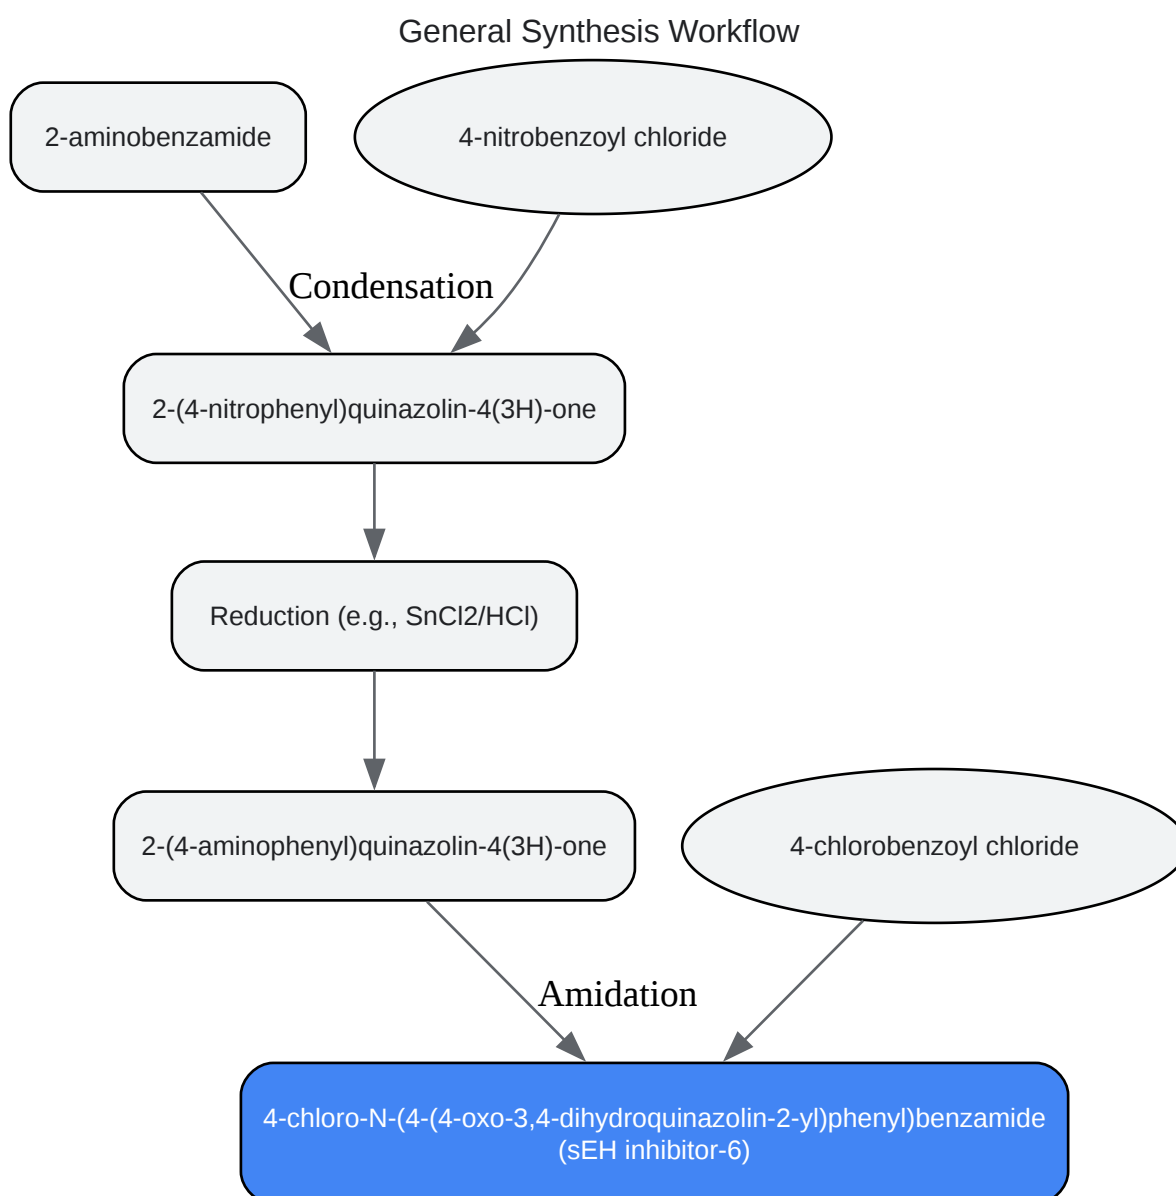 General Synthesis Workflow
2-aminobenzamide
4-nitrobenzoyl chloride
Condensation
2-(4-nitrophenyl)quinazolin-4(3H)-one
Reduction (e.g., SnCl2/HCl)
2-(4-aminophenyl)quinazolin-4(3H)-one
4-chlorobenzoyl chloride
Amidation
4-chloro-N-(4-(4-oxo-3,4-dihydroquinazolin-2-yl)phenyl)benzamide
(sEH inhibitor-6)